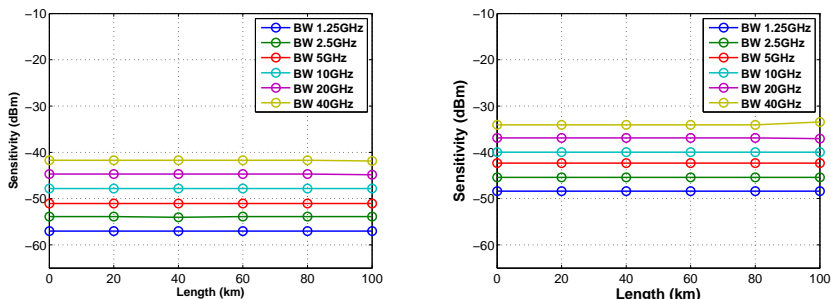 −10
−20
−30
−40
−50
−60
0
20
40
60
80
100
Sensitivity (dBm)
Length (km)
BW 1.25GHz
BW 2.5GHz
BW 5GHz
BW 10GHz
BW 20GHz
BW 40GHz
−10
−20
−30
−40
−50
−60
0
20
40
60
80
100
Sensitivity (dBm)
Length (km)
BW 1.25GHz
BW 2.5GHz
BW 5GHz
BW 10GHz
BW 20GHz
BW 40GHz